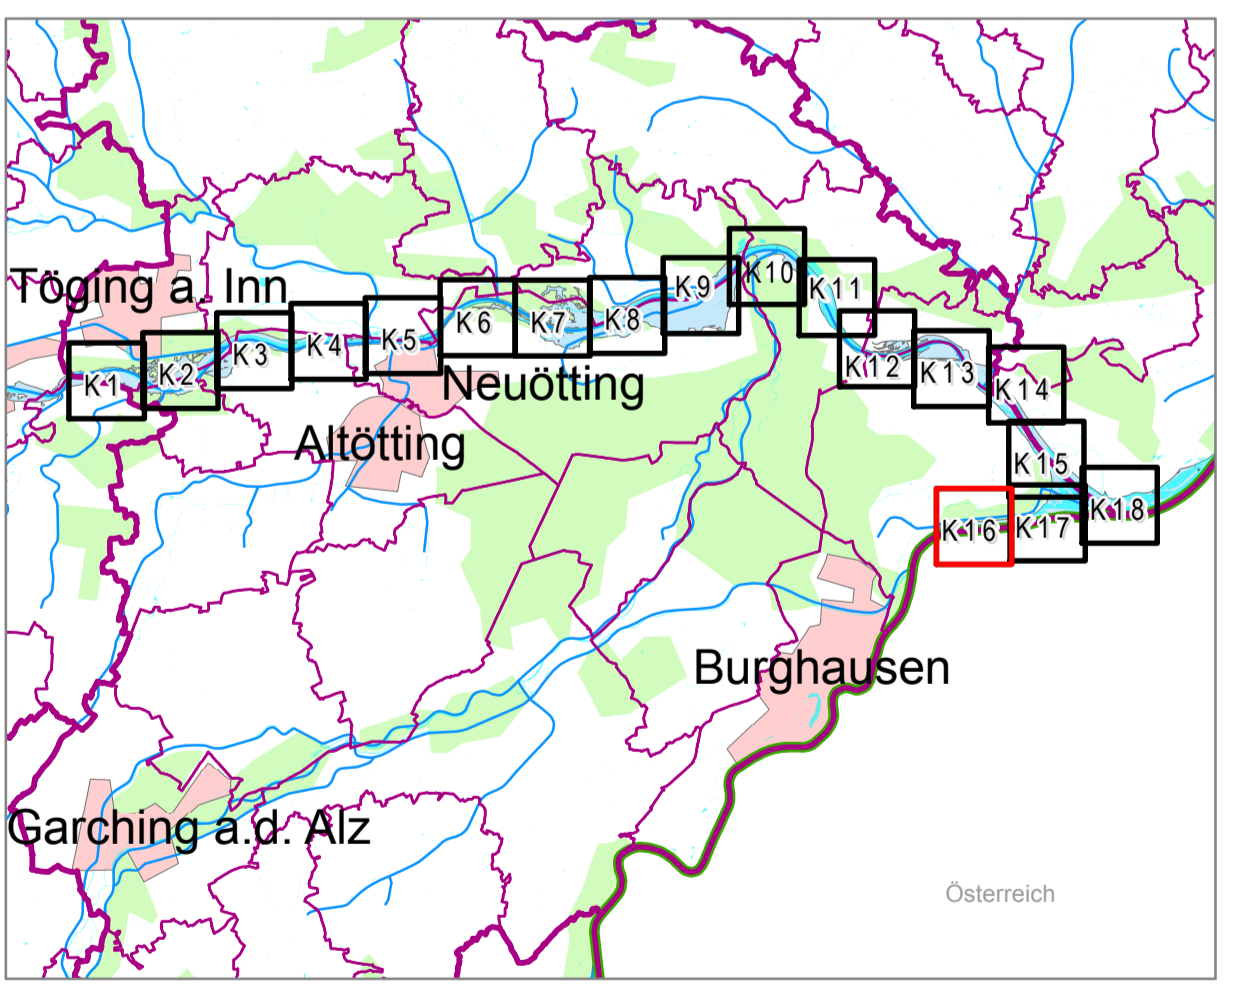 Töging a. Inn
K1
K2
K3
K4
K5
K6
K7
K8
K9
K10
K11
K12
K13
K14
K15
K16
K17
K18
Neuötting
Altötting
Burghausen
Garching a.d. Alz
Österreich